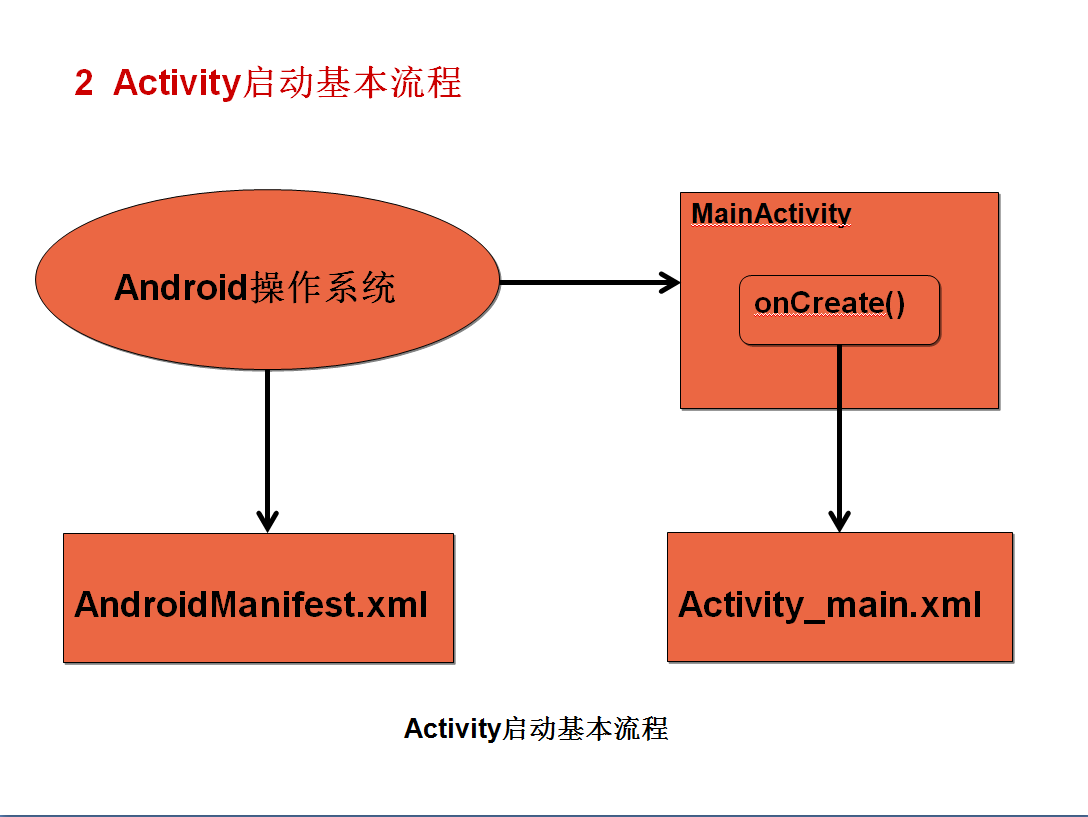 2 Activity启动基本流程
Android操作系统
MainActivity
onCreate()
AndroidManifest.xml
Activity_main.xml
Activity启动基本流程